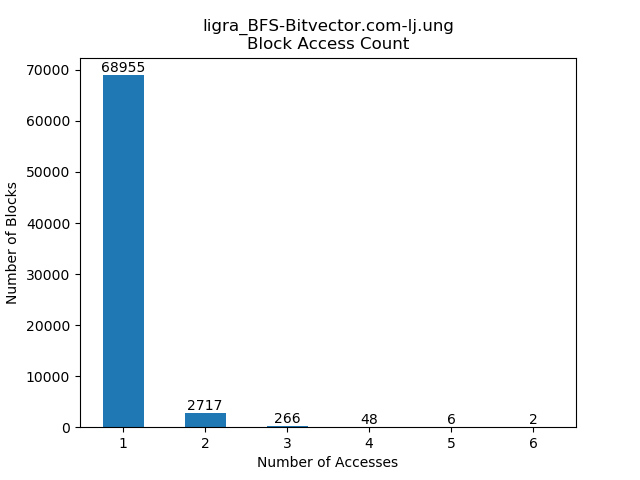 ligra_BFS-Bitvector.com-lj.ung
Block Access Count
Number of Blocks
70000
60000
50000
40000
30000
20000
10000
0
68955
2717
266
48
6
2
1 2 3 4 5 6
Number of Accesses